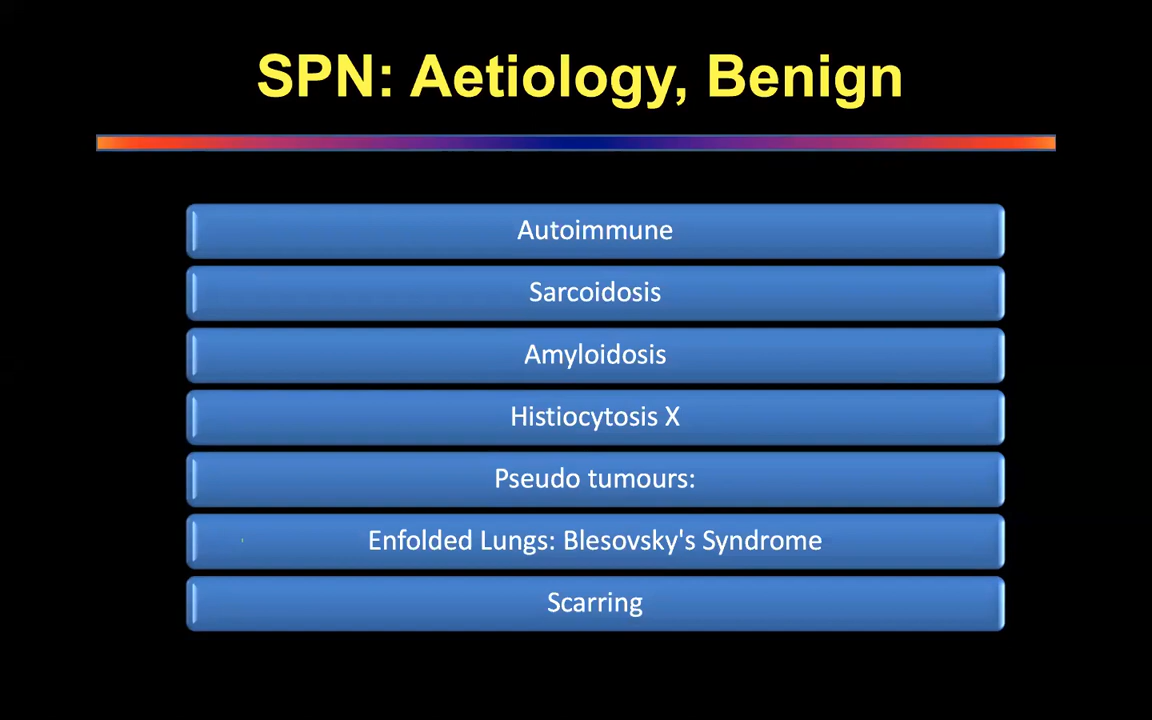 SPN: Aetiology, Benign
Autoimmune
Sarcoidosis
Amyloidosis
Histiocytosis X
Pseudo tumours:
Enfolded Lungs: Blesovsky's Syndrome
Scarring